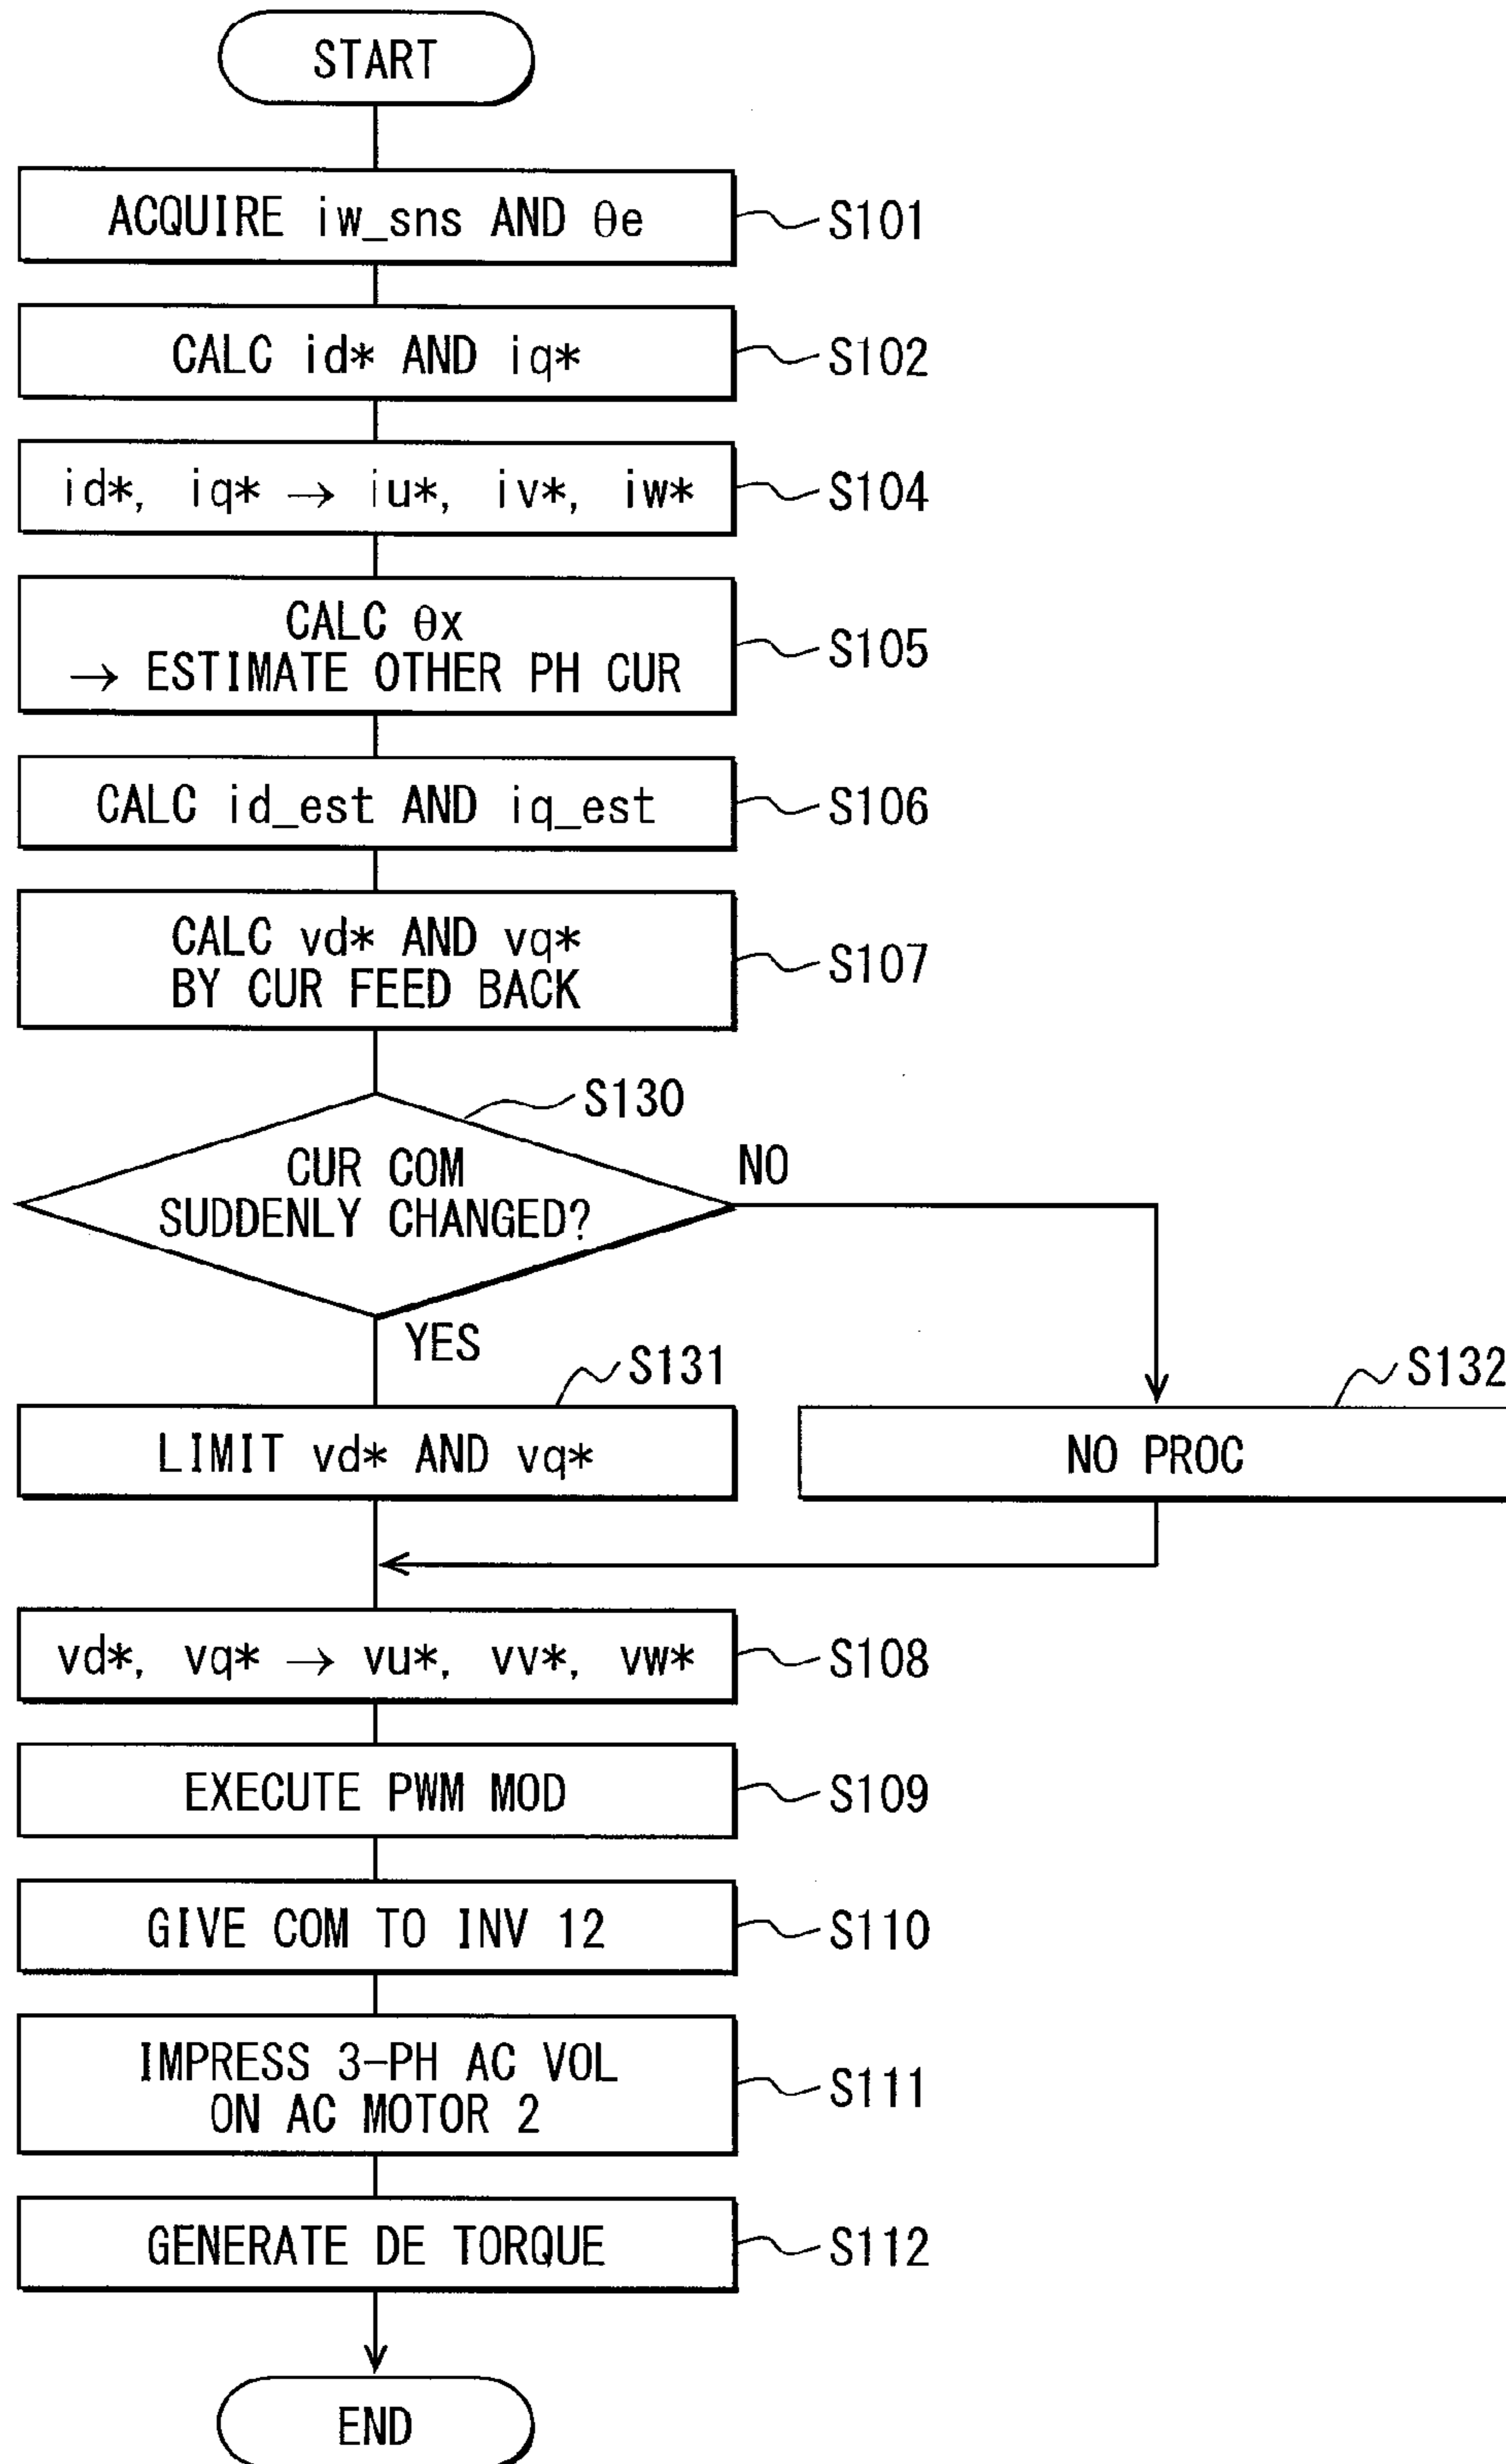 START
ACQUIRE iw_sns AND θe
S101
CALC id* AND iq*
S102
id*, iq* → iu*, iv*, iw*
S104
CALC θx
→ ESTIMATE OTHER PH CUR
S105
CALC id_est AND iq_est
S106
CALC vd* AND vq*
BY CUR FEED BACK
S107
S130
CUR COM
SUDDENLY CHANGED?
NO
YES
S131
LIMIT vd* AND vq*
S132
NO PROC
vd*, vq* → vu*, vv*, vw*
S108
EXECUTE PWM MOD
S109
GIVE COM TO INV 12
S110
IMPRESS 3-PH AC VOL
ON AC MOTOR 2
S111
GENERATE DE TORQUE
S112
END